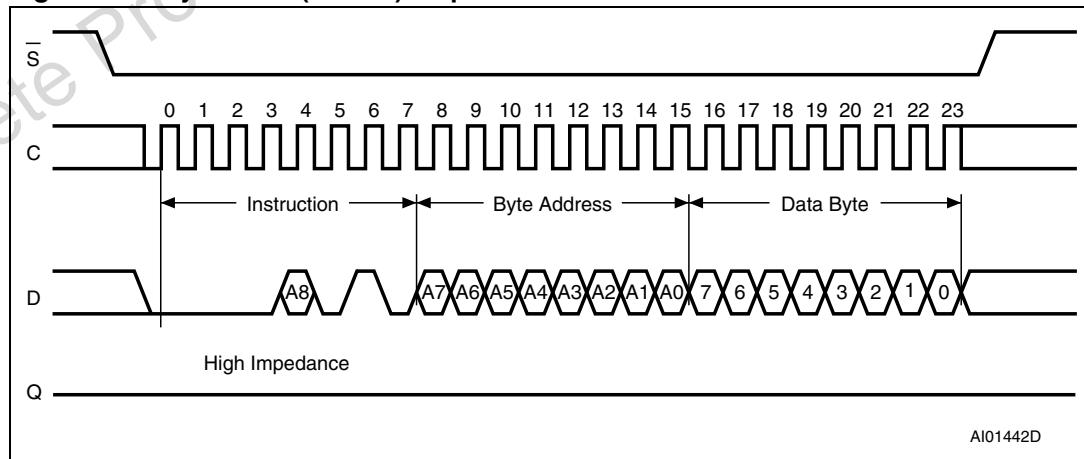 S
0 1 2 3 4 5 6 7 8 9 10 11 12 13 14 15 16 17 18 19 20 21 22 23
C
Instruction Byte Address Data Byte
D A8 A7 A6 A5 A4 A3 A2 A1 A0 7 6 5 4 3 2 1 0
High Impedance
Q
AI01442D